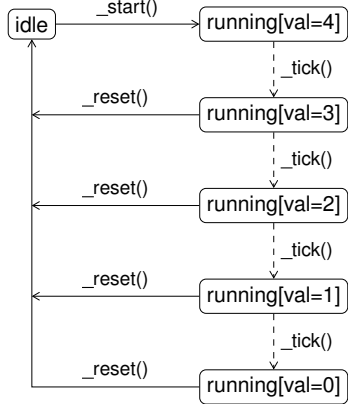 _start()
idle
running[val=4]
_tick()
_reset()
running[val=3]
_tick()
_reset()
running[val=2]
_tick()
_reset()
running[val=1]
_tick()
_reset()
running[val=0]